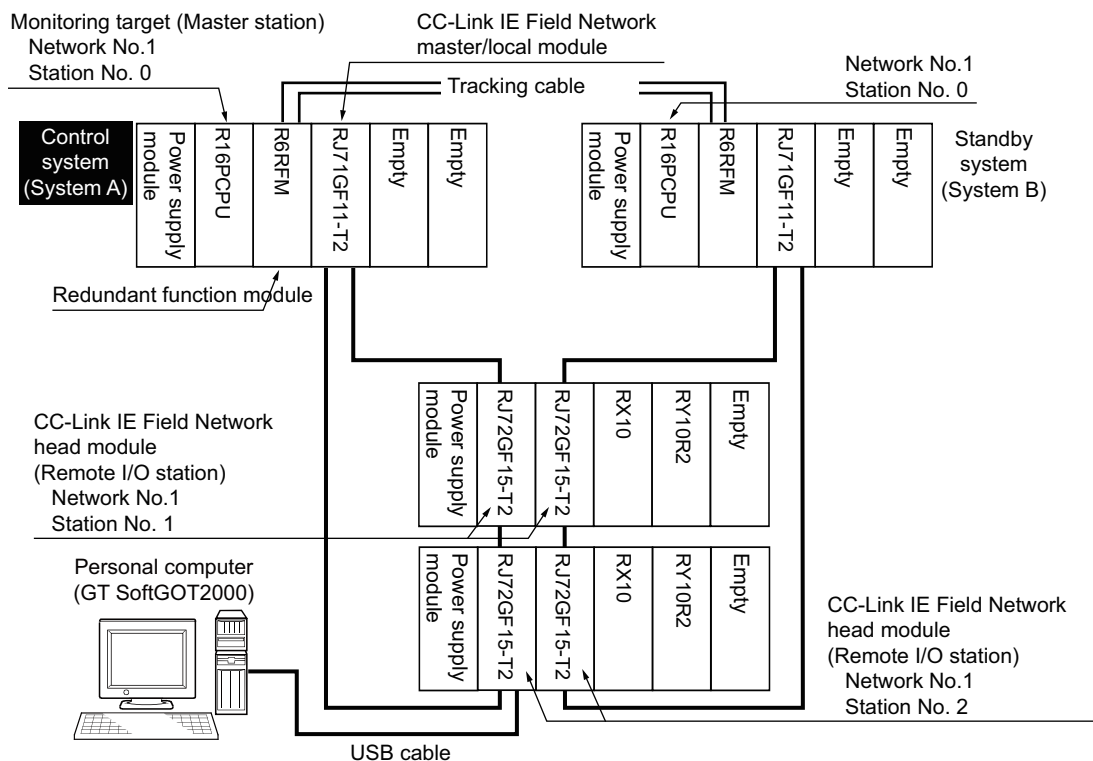 Monitoring target (Master station)
Network No.1
Station No. 0
CC-Link IE Field Network
master/local module
Tracking cable
Network No.1
Station No. 0
Control
system
(System A)
Power supply
module
R16PCPU
R6RFM
RJ71GF11-T2
Empty
Empty
Power supply
module
R16PCPU
R6RFM
RJ71GF11-T2
Empty
Empty
Standby
system
(System B)
Redundant function module
CC-Link IE Field Network
head module
(Remote I/O station)
Network No.1
Station No. 1
Power supply
module
RJ72GF15-T2
RJ72GF15-T2
RX10
RY10R2
Empty
Personal computer
(GT SoftGOT2000)
Power supply
module
RJ72GF15-T2
RJ72GF15-T2
RX10
RY10R2
Empty
CC-Link IE Field Network
head module
(Remote I/O station)
Network No.1
Station No. 2
USB cable